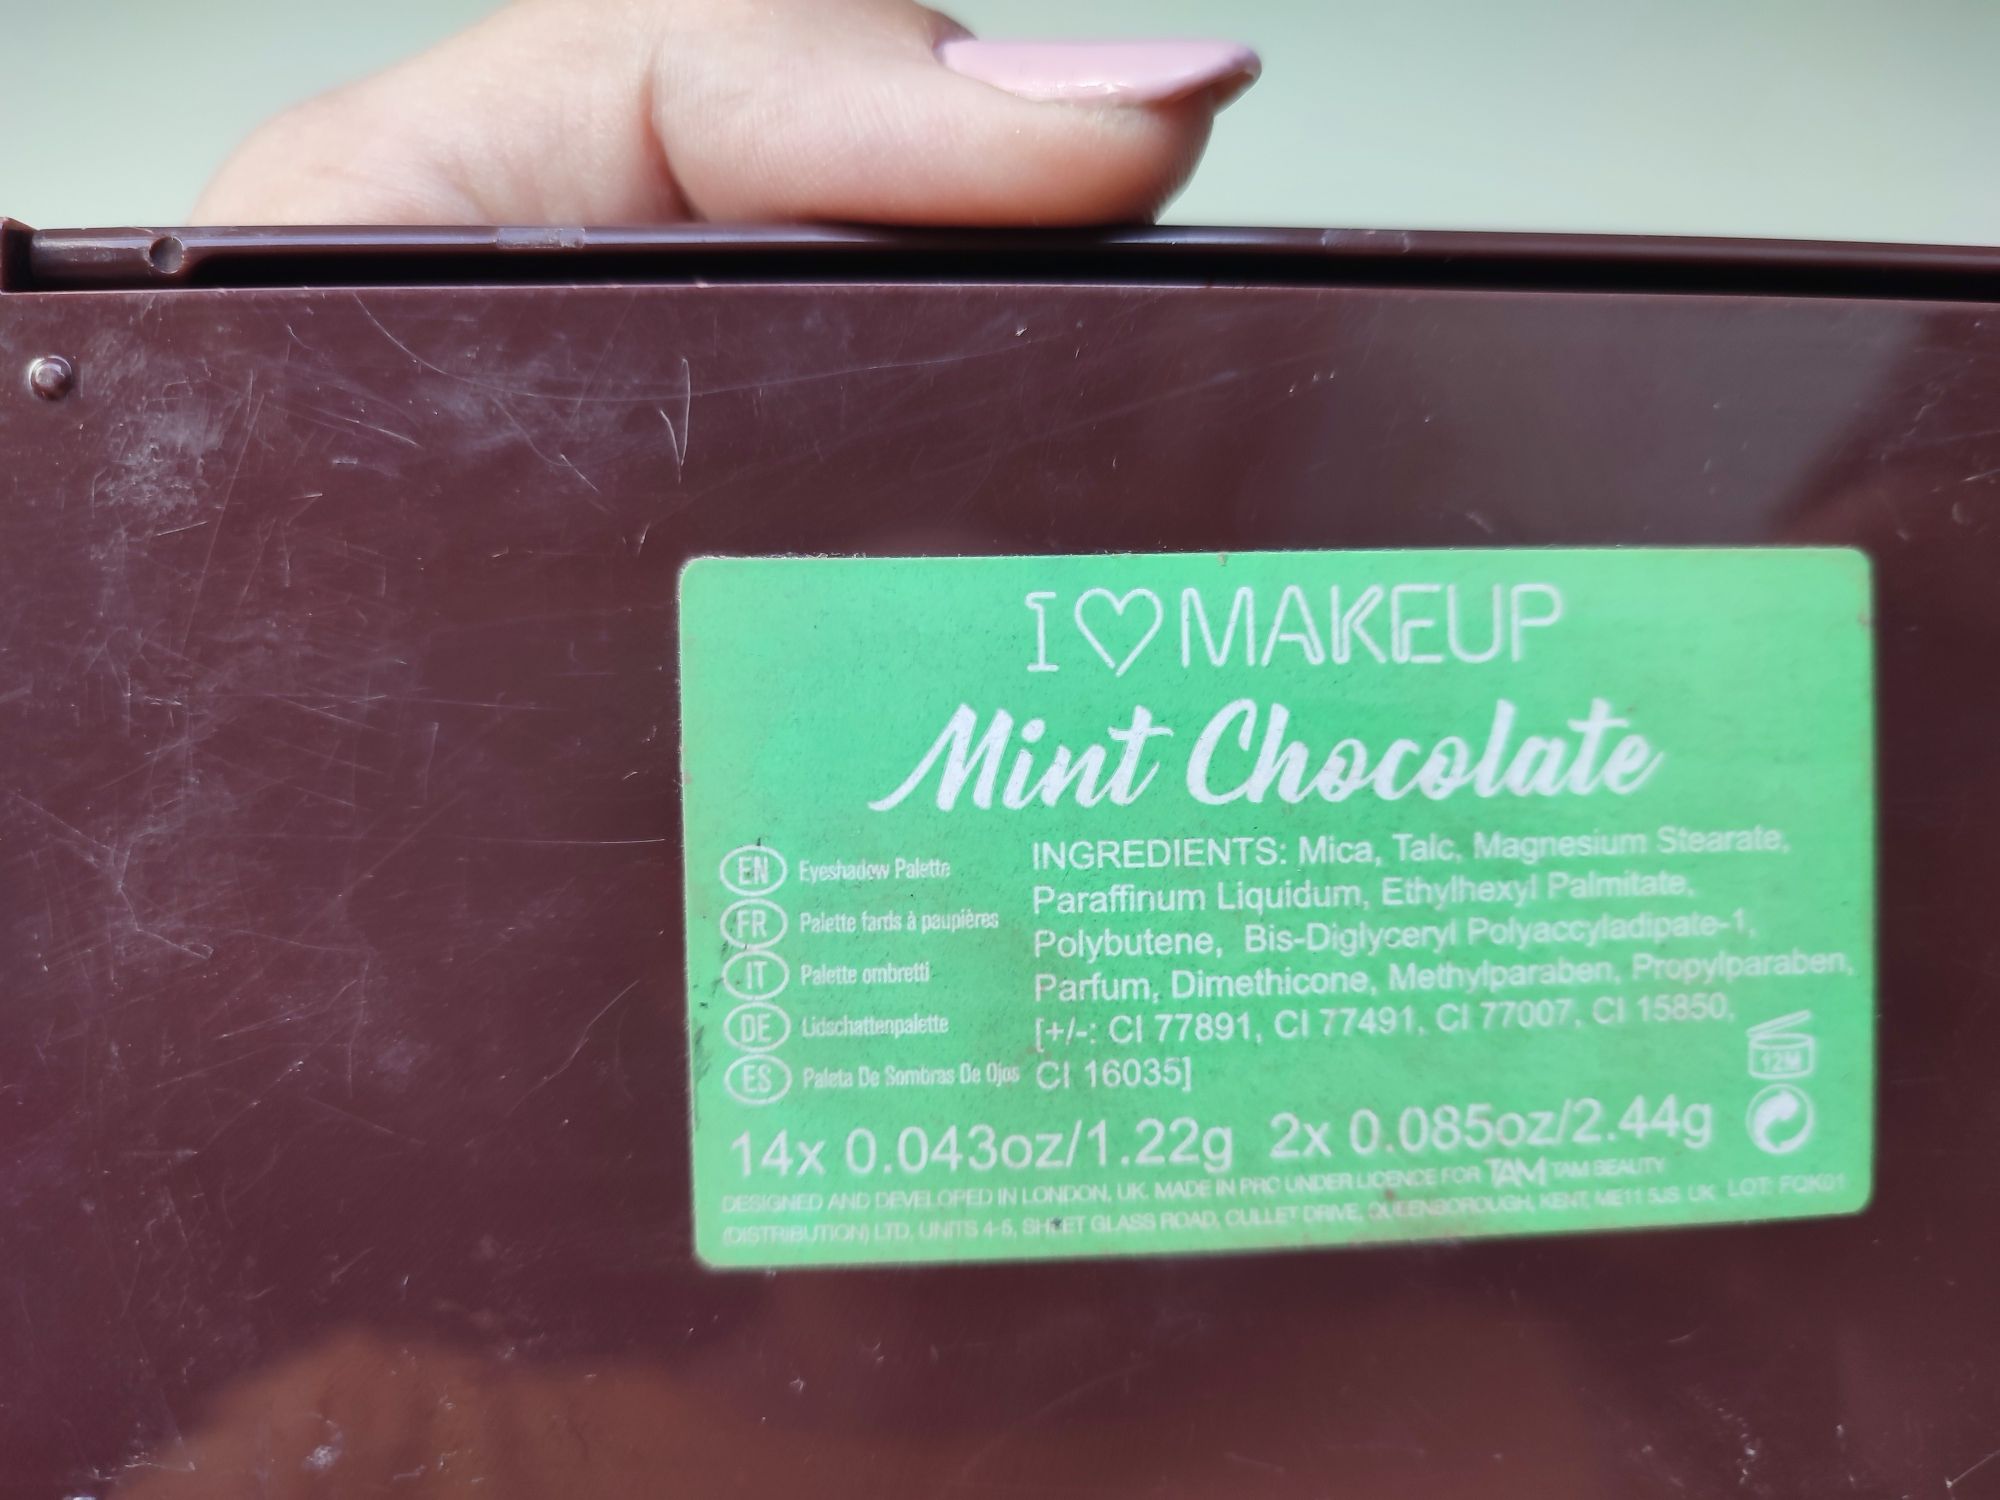 I ♡ MAKEUP
Mint Chocolate
EN Eyeshadow Palette
FR Palette fards à paupières
IT Palette ombretti
DE Lidschattenpalette
ES Paleta De Sombras De Ojos
INGREDIENTS: Mica, Talc, Magnesium Stearate,
Paraffinum Liquidum, Ethylhexyl Palmitate,
Polybutene, Bis-Diglyceryl Polyaccyladipate-1,
Parfum, Dimethicone, Methylparaben, Propylparaben,
[+/-: CI 77891, CI 77491, CI 77007, CI 15850,
CI 16035]
12M
14x 0.043oz/1.22g 2x 0.085oz/2.44g
DESIGNED AND DEVELOPED IN LONDON, UK. MADE IN PRC UNDER LICENCE FOR TAM TAM BEAUTY
(DISTRIBUTION) LTD, UNITS 4-5, SHEET GLASS ROAD, CULLET DRIVE, QUEENBOROUGH, KENT, ME11 5JS UK LOT: FQK01